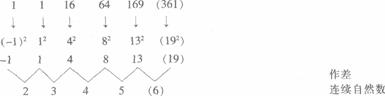 1 1 16 64 169 (361)
(-1)² 1² 4² 8² 13² (19²)
-1 1 4 8 13 (19) 作差
2 3 4 5 (6) 连续自然数